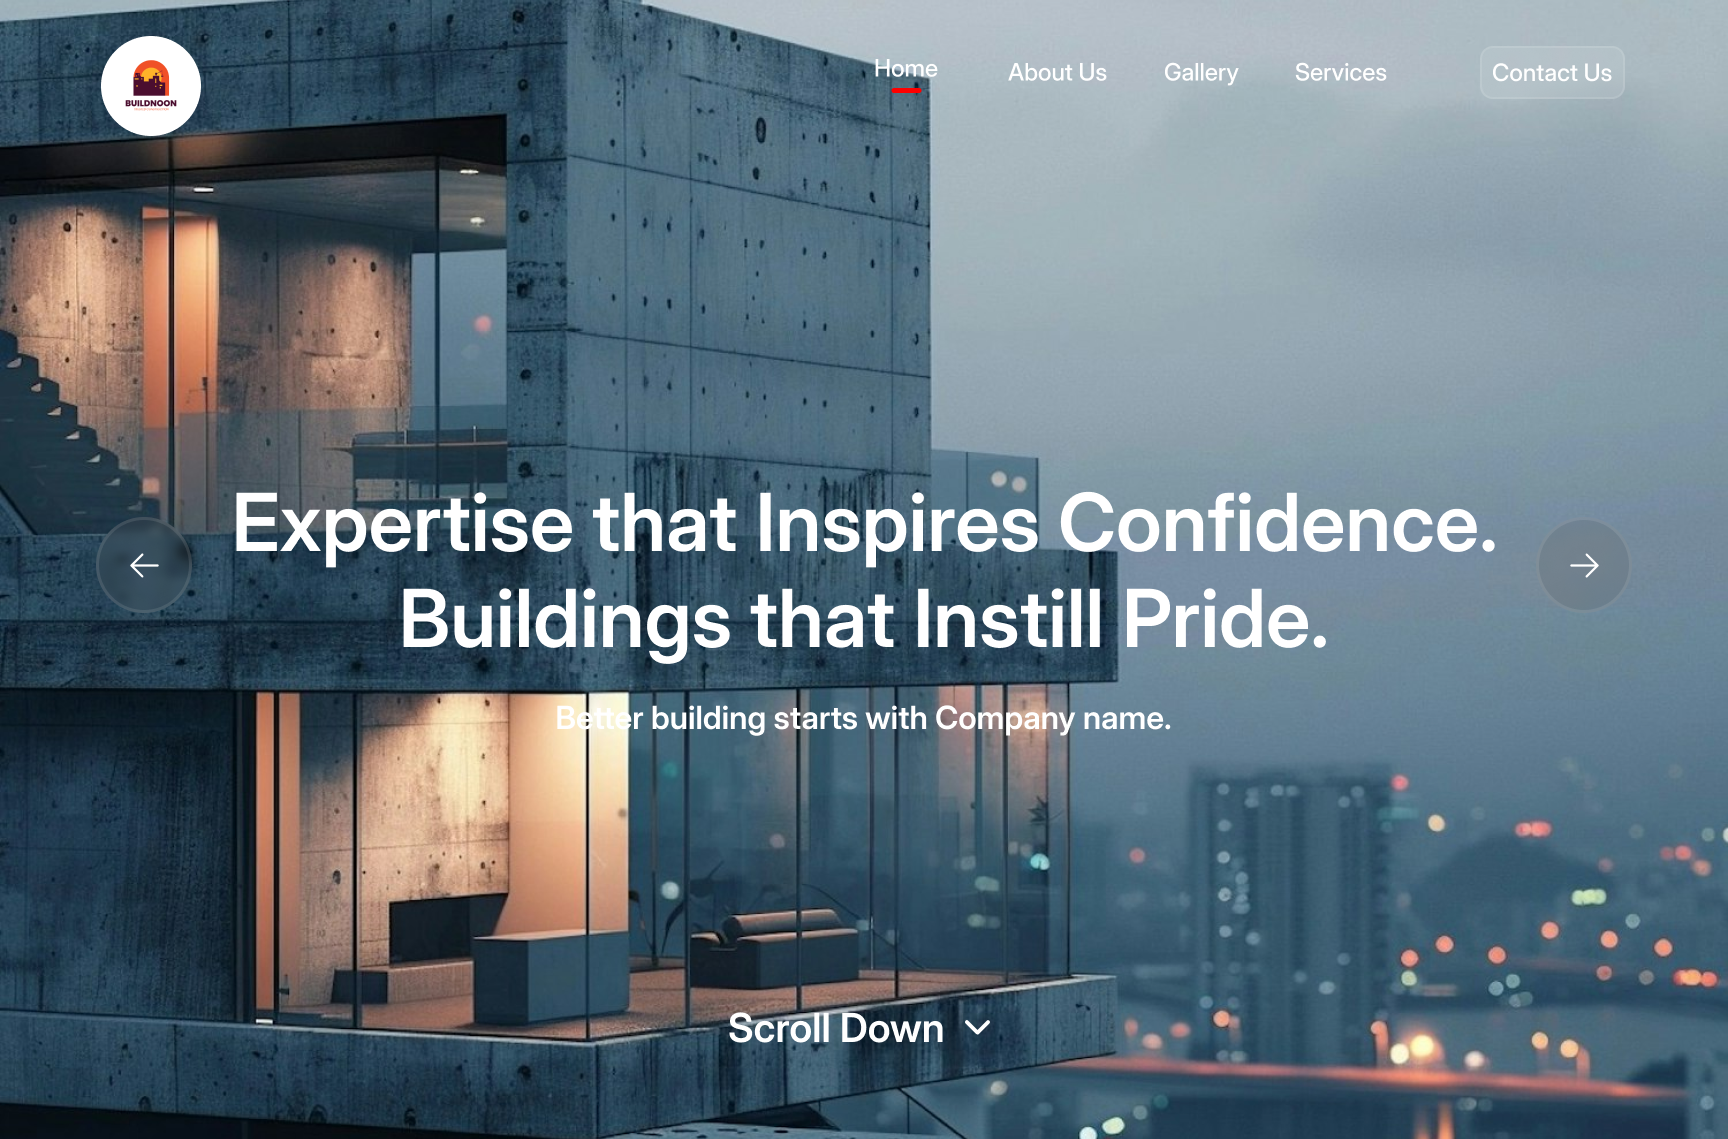 BUILDNOON
Home
About Us
Gallery
Services
Contact Us
Expertise that Inspires Confidence.
Buildings that Instill Pride.
Better building starts with Company name.
Scroll Down